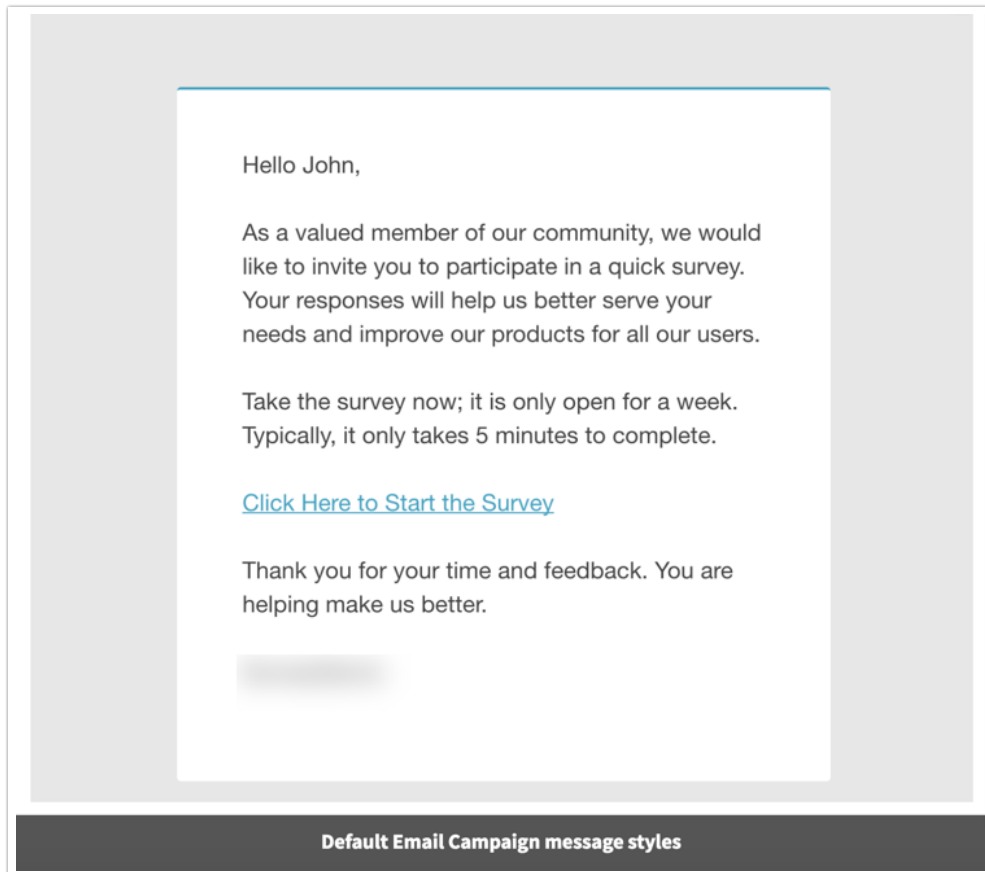 Hello John,
As a valued member of our community, we would
like to invite you to participate in a quick survey.
Your responses will help us better serve your
needs and improve our products for all our users.
Take the survey now; it is only open for a week.
Typically, it only takes 5 minutes to complete.
Click Here to Start the Survey
Thank you for your time and feedback. You are
helping make us better.
Default Email Campaign message styles